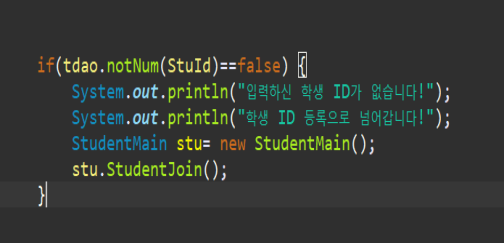 if(tdao.notNum(StuId)==false) {
System.out.println("입력하신 학생 ID가 없습니다!");
System.out.println("학생 ID 등록으로 넘어갑니다!");
StudentMain stu= new StudentMain();
stu.StudentJoin();
}